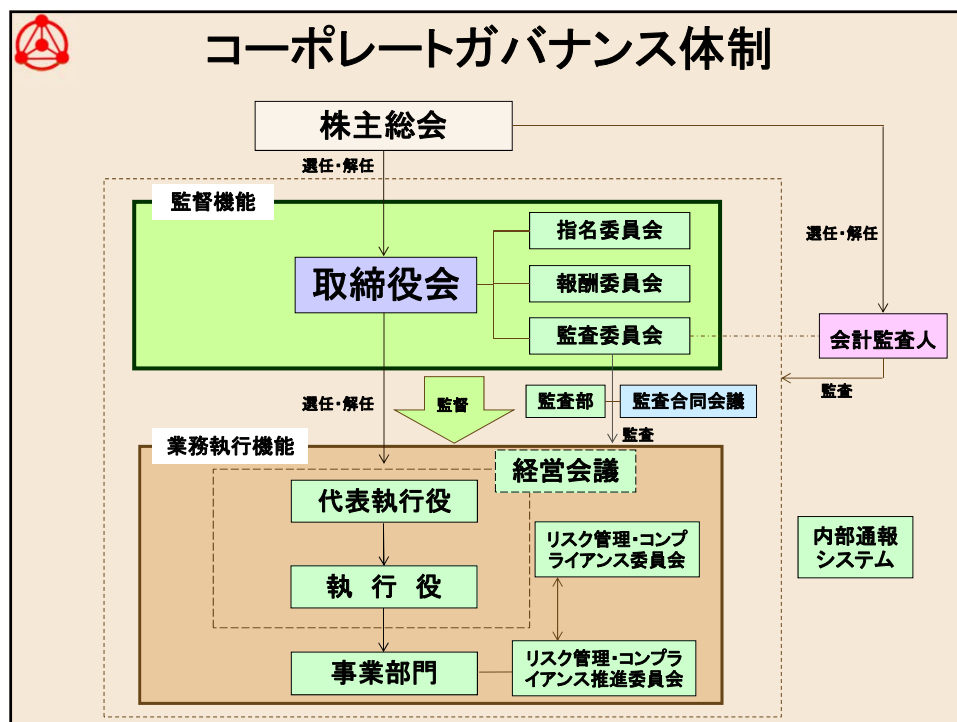 コーポレートガバナンス体制
株主総会
選任・解任
監督機能
指名委員会
選任・解任
取締役会
報酬委員会
監査委員会
会計監査人
監査
選任・解任
監督
監査部
監査合同会議
監査
業務執行機能
経営会議
代表執行役
リスク管理・コンプ
ライアンス委員会
内部通報
システム
執 行 役
事業部門
リスク管理・コンプラ
イアンス推進委員会